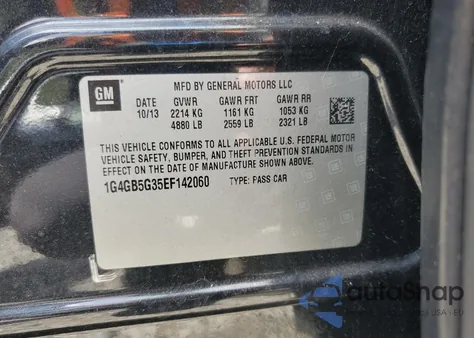 GM
MFD BY GENERAL MOTORS LLC
DATE GVWR GAWR FRT GAWR RR
10/13 2214 KG 1161 KG 1053 KG
4880 LB 2559 LB 2321 LB
THIS VEHICLE CONFORMS TO ALL APPLICABLE U.S. FEDERAL MOTOR
VEHICLE SAFETY, BUMPER, AND THEFT PREVENTION STANDARDS IN
EFFECT ON THE DATE OF MANUFACTURE SHOWN ABOVE.
1G4GB5G35EF142060 TYPE: PASS CAR
autoAstap